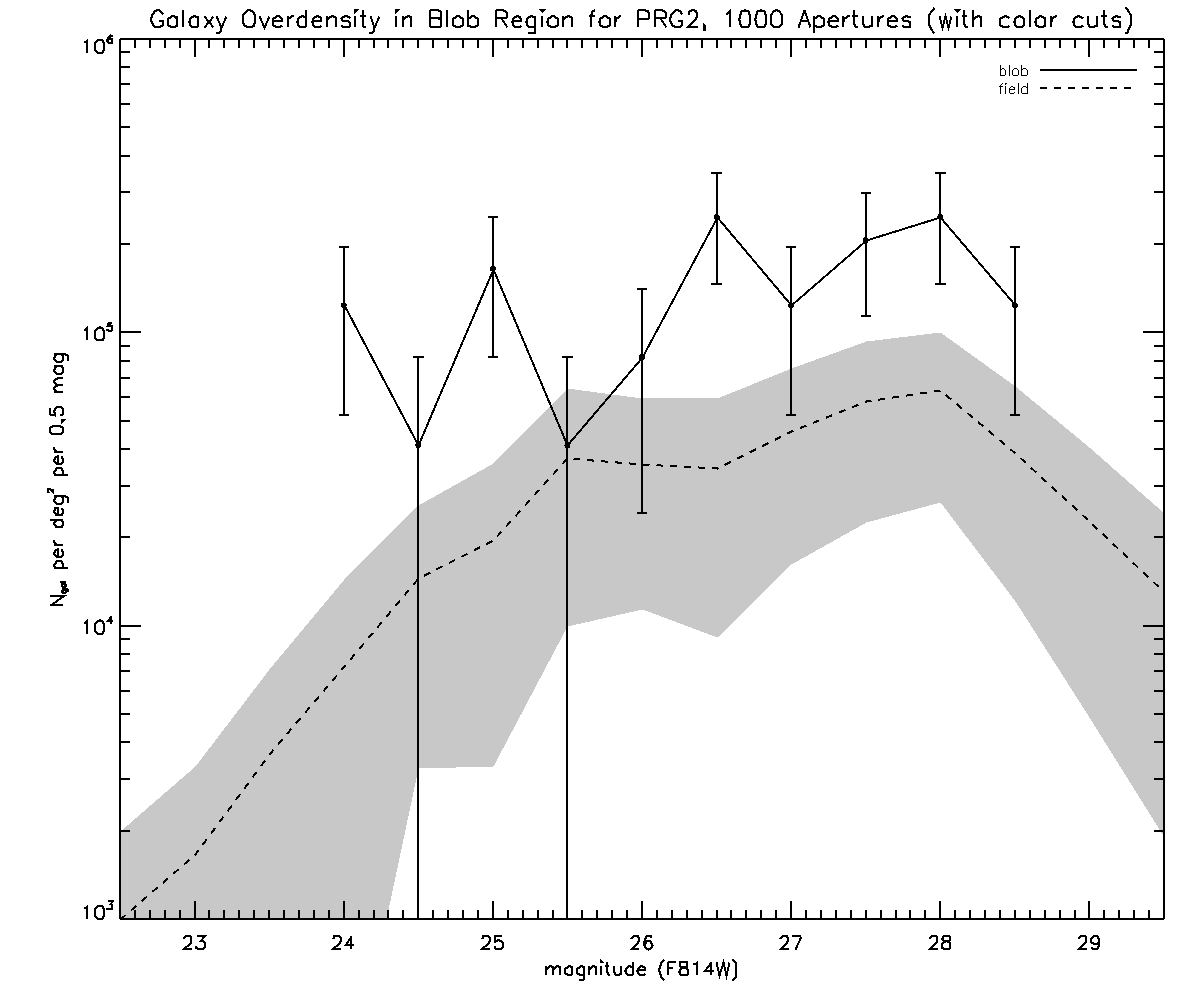 Galaxy Overdensity in Blob Region for PRG2, 1000 Apertures (with color cuts)
blob
field
10⁶
10⁵
10⁴
10³
N_gal per deg² per 0.5 mag
23 24 25 26 27 28 29
magnitude (F814W)